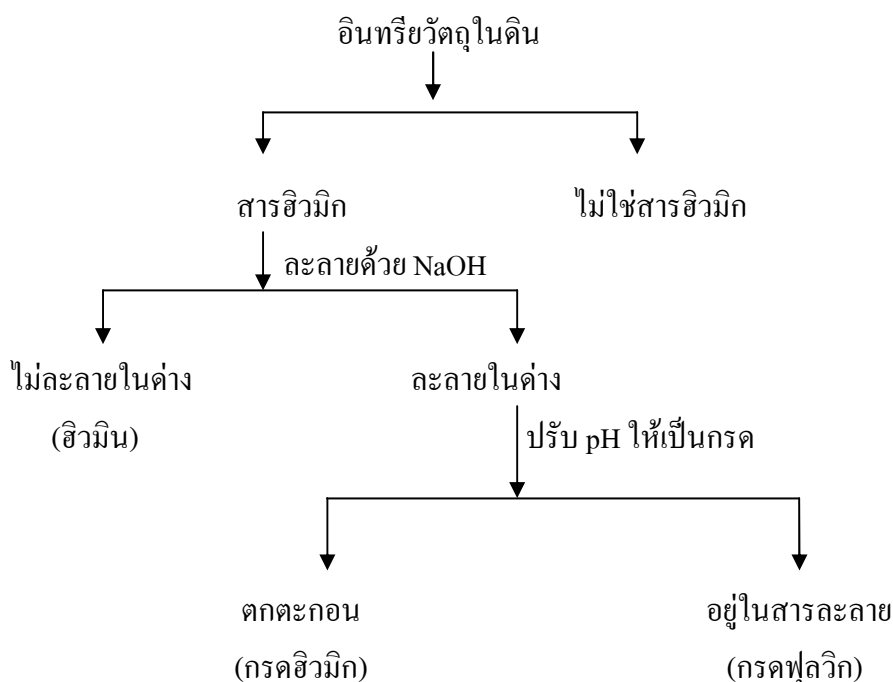 อินทรียวัตถุในดิน
สารฮิวมิก
ไม่ใช่สารฮิวมิก
ละลายด้วย NaOH
ไม่ละลายในด่าง
(ฮิวมิน)
ละลายในด่าง
ปรับ pH ให้เป็นกรด
ตกตะกอน
(กรดฮิวมิก)
อยู่ในสารละลาย
(กรดฟุลวิก)